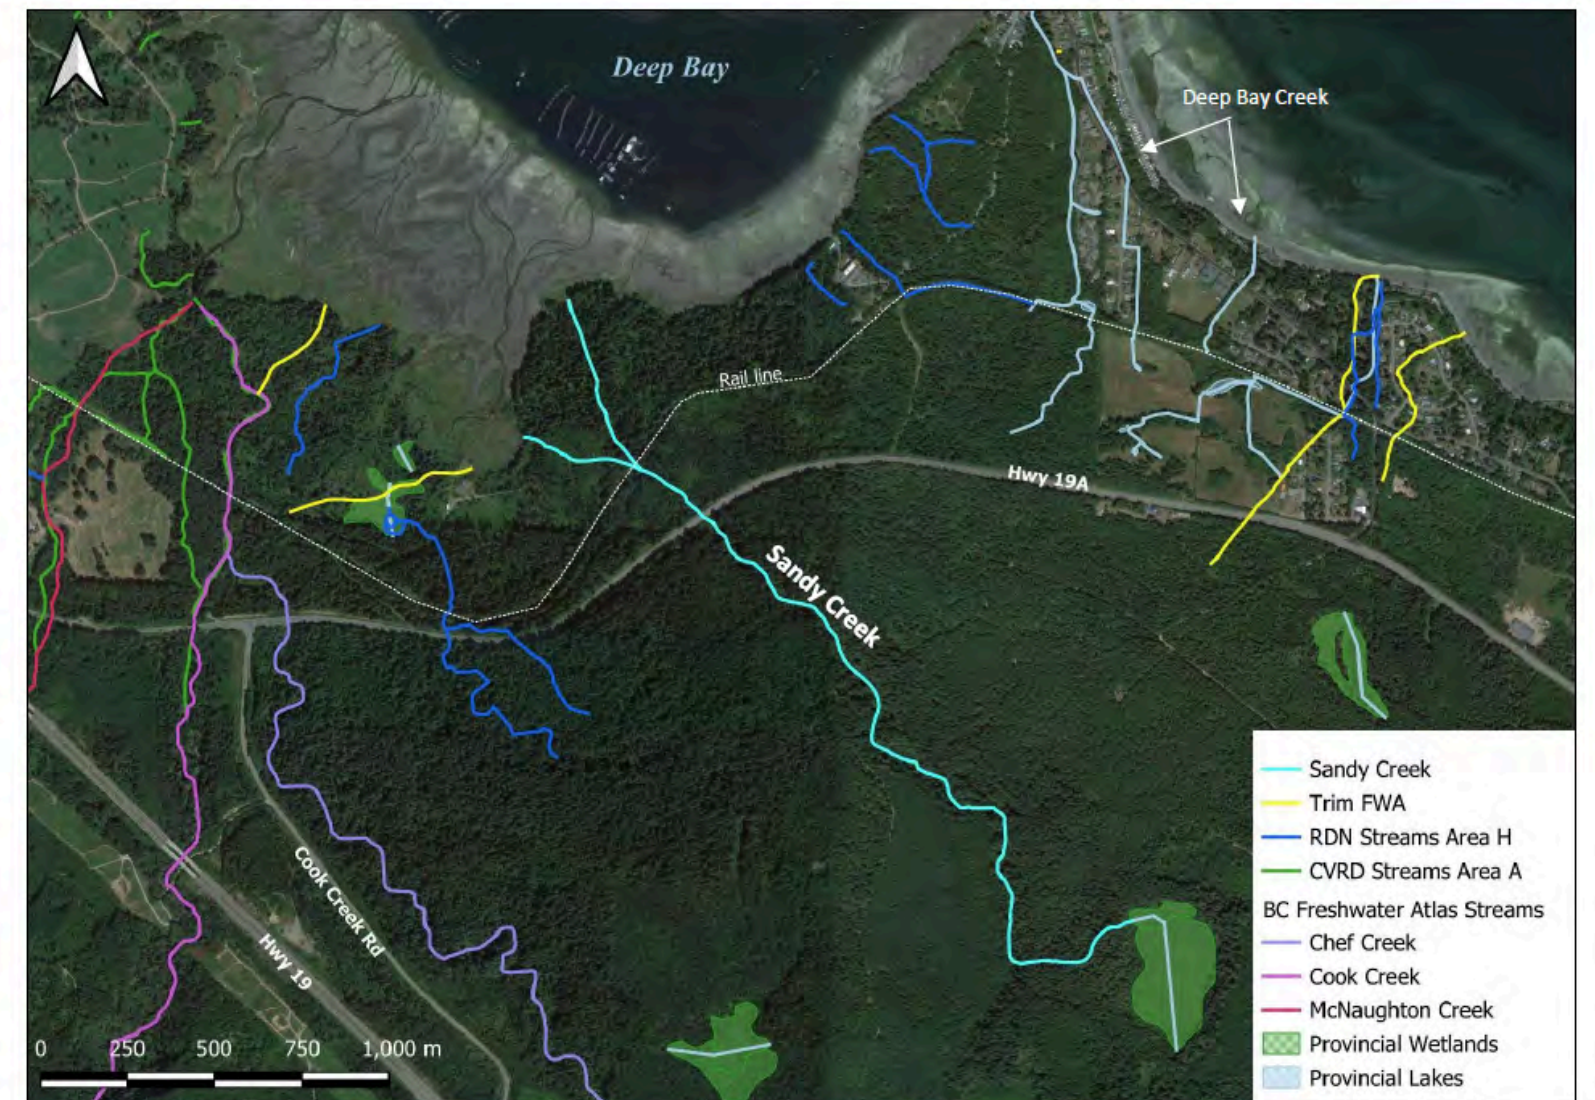 Deep Bay
Deep Bay Creek
Rail line
Hwy 19A
Sandy Creek
Cook Creek Rd
Hwy 19
0 250 500 750 1,000 m
Sandy Creek
Trim FWA
RDN Streams Area H
CVRD Streams Area A
BC Freshwater Atlas Streams
Chef Creek
Cook Creek
McNaughton Creek
Provincial Wetlands
Provincial Lakes